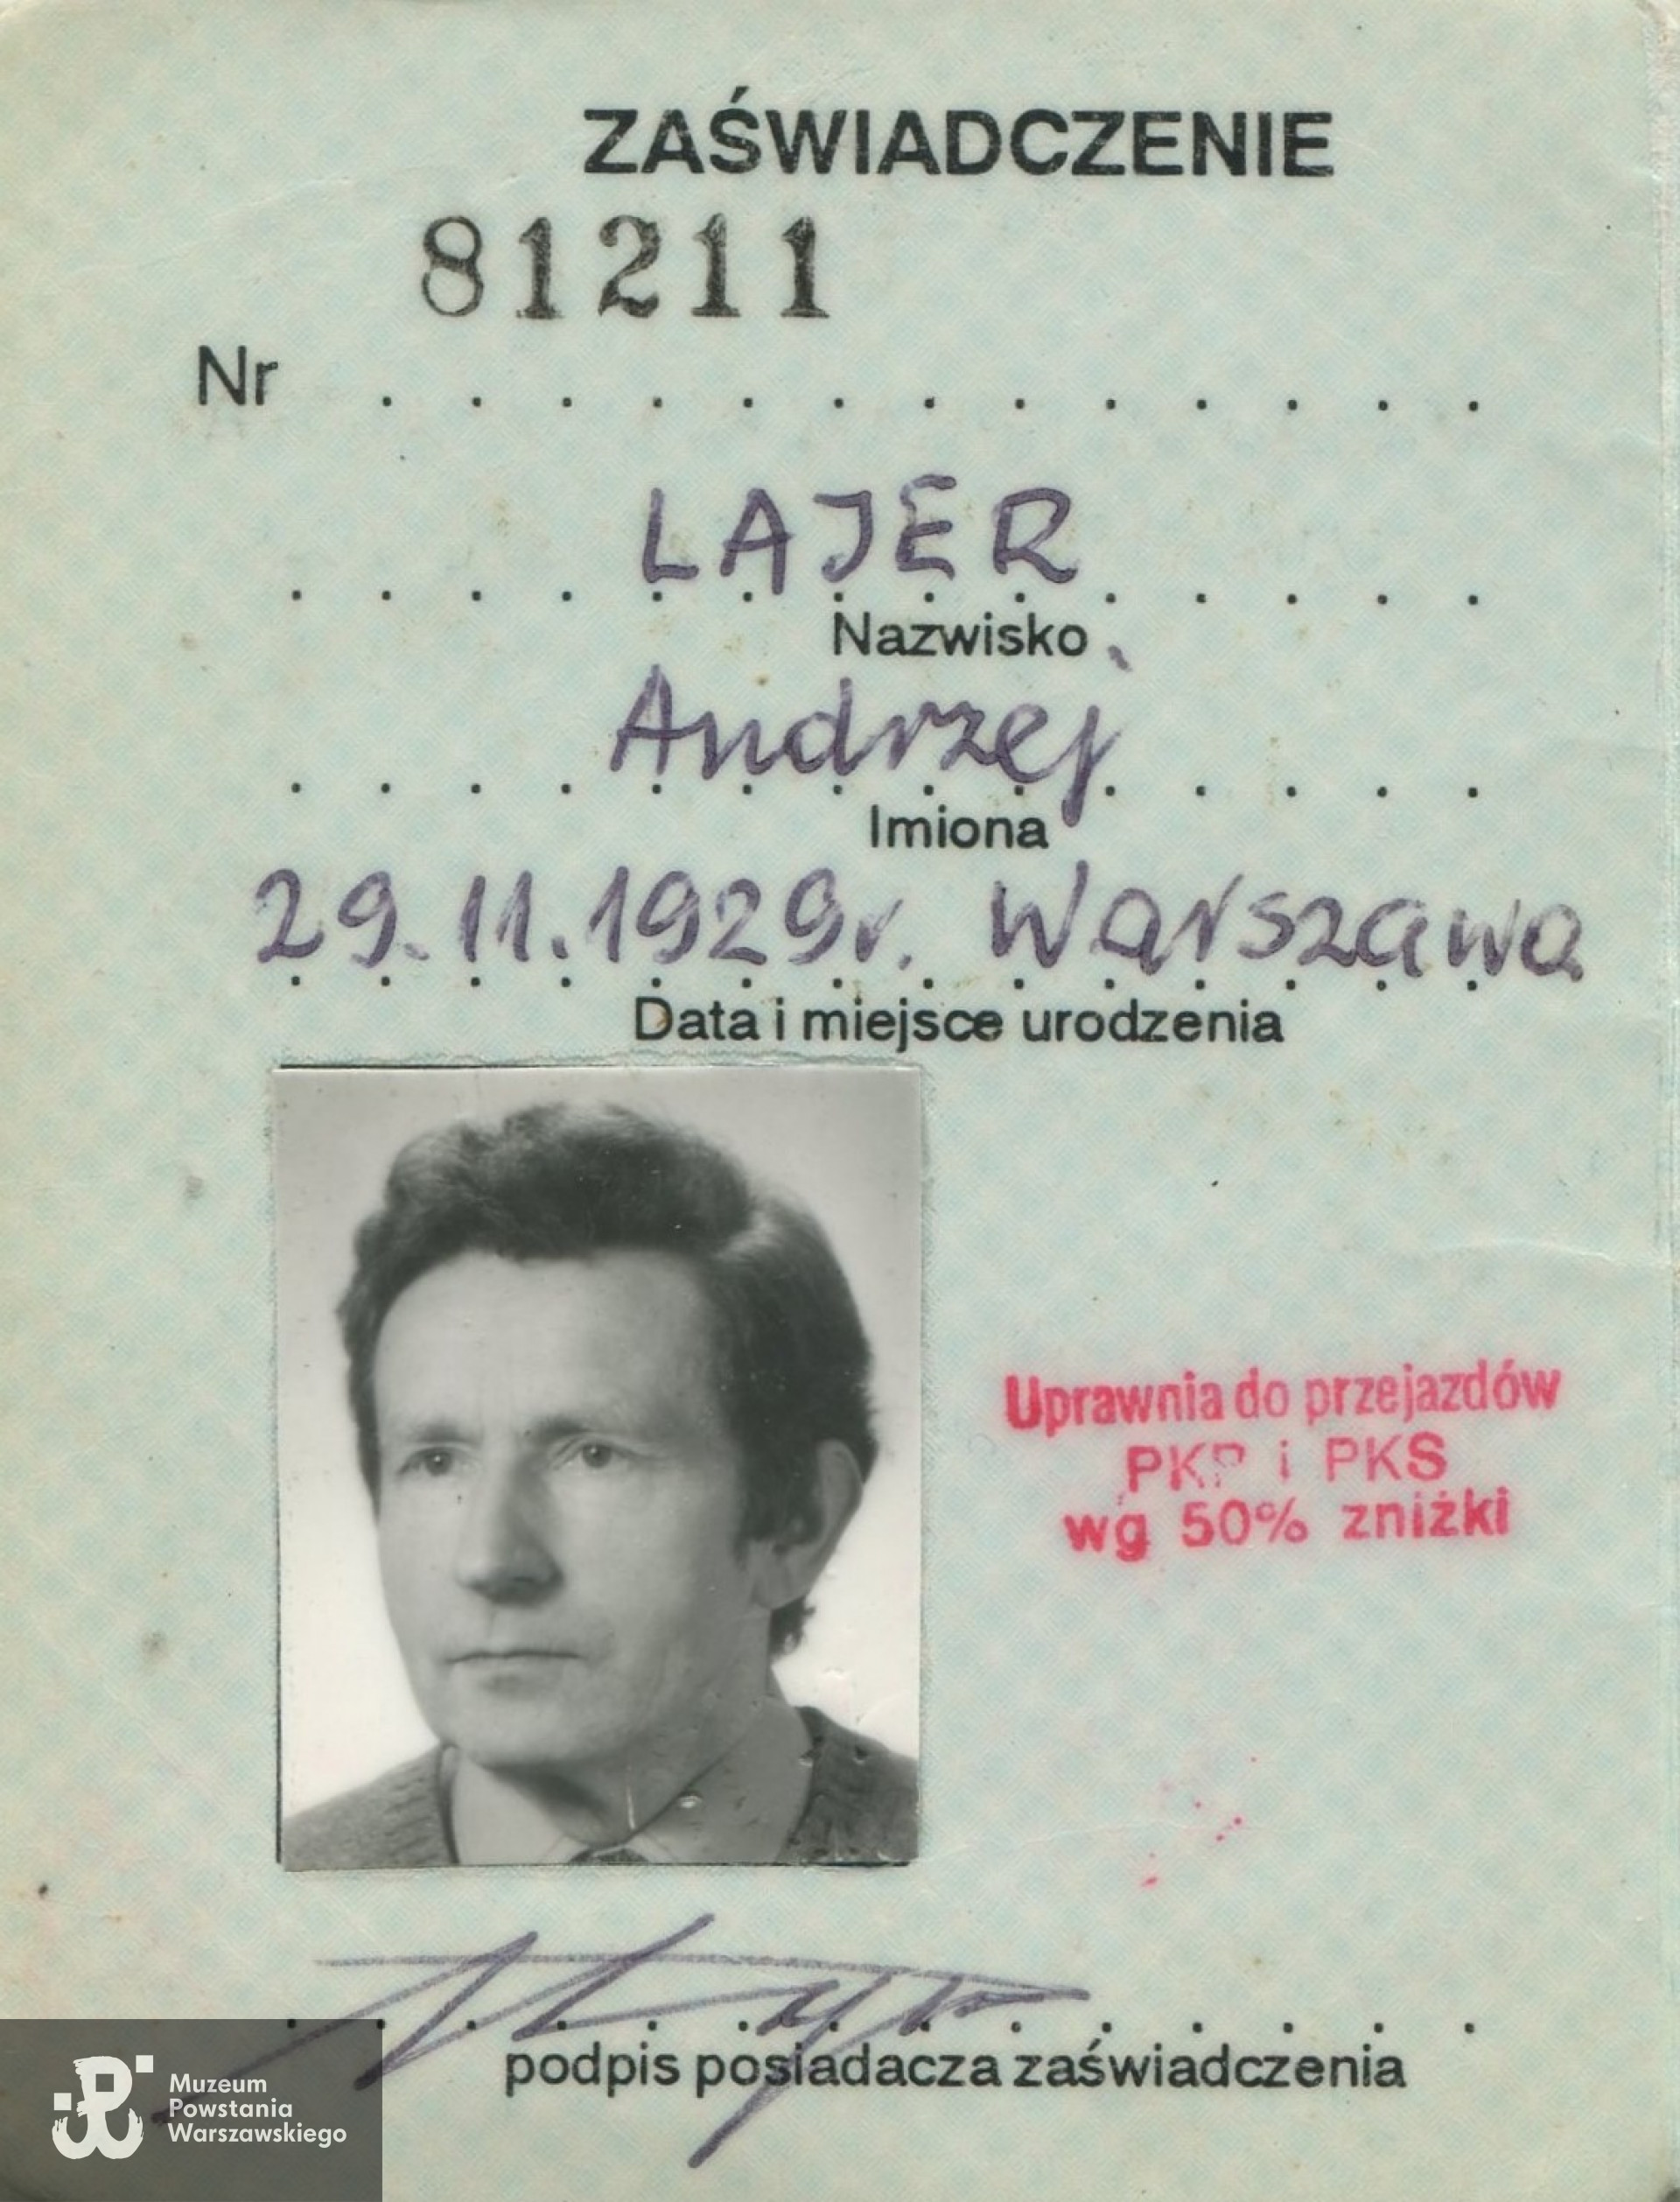 ZAŚWIADCZENIE
81211
Nr . . . . . . . . . . . . .
LAJER
Nazwisko
Andrzej
Imiona
29.11.1929r. Warszawa
Data i miejsce urodzenia
Uprawnia do przejazdów
PKP i PKS
wg 50% zniżki
podpis posiadacza zaświadczenia
Muzeum
Powstania
Warszawskiego